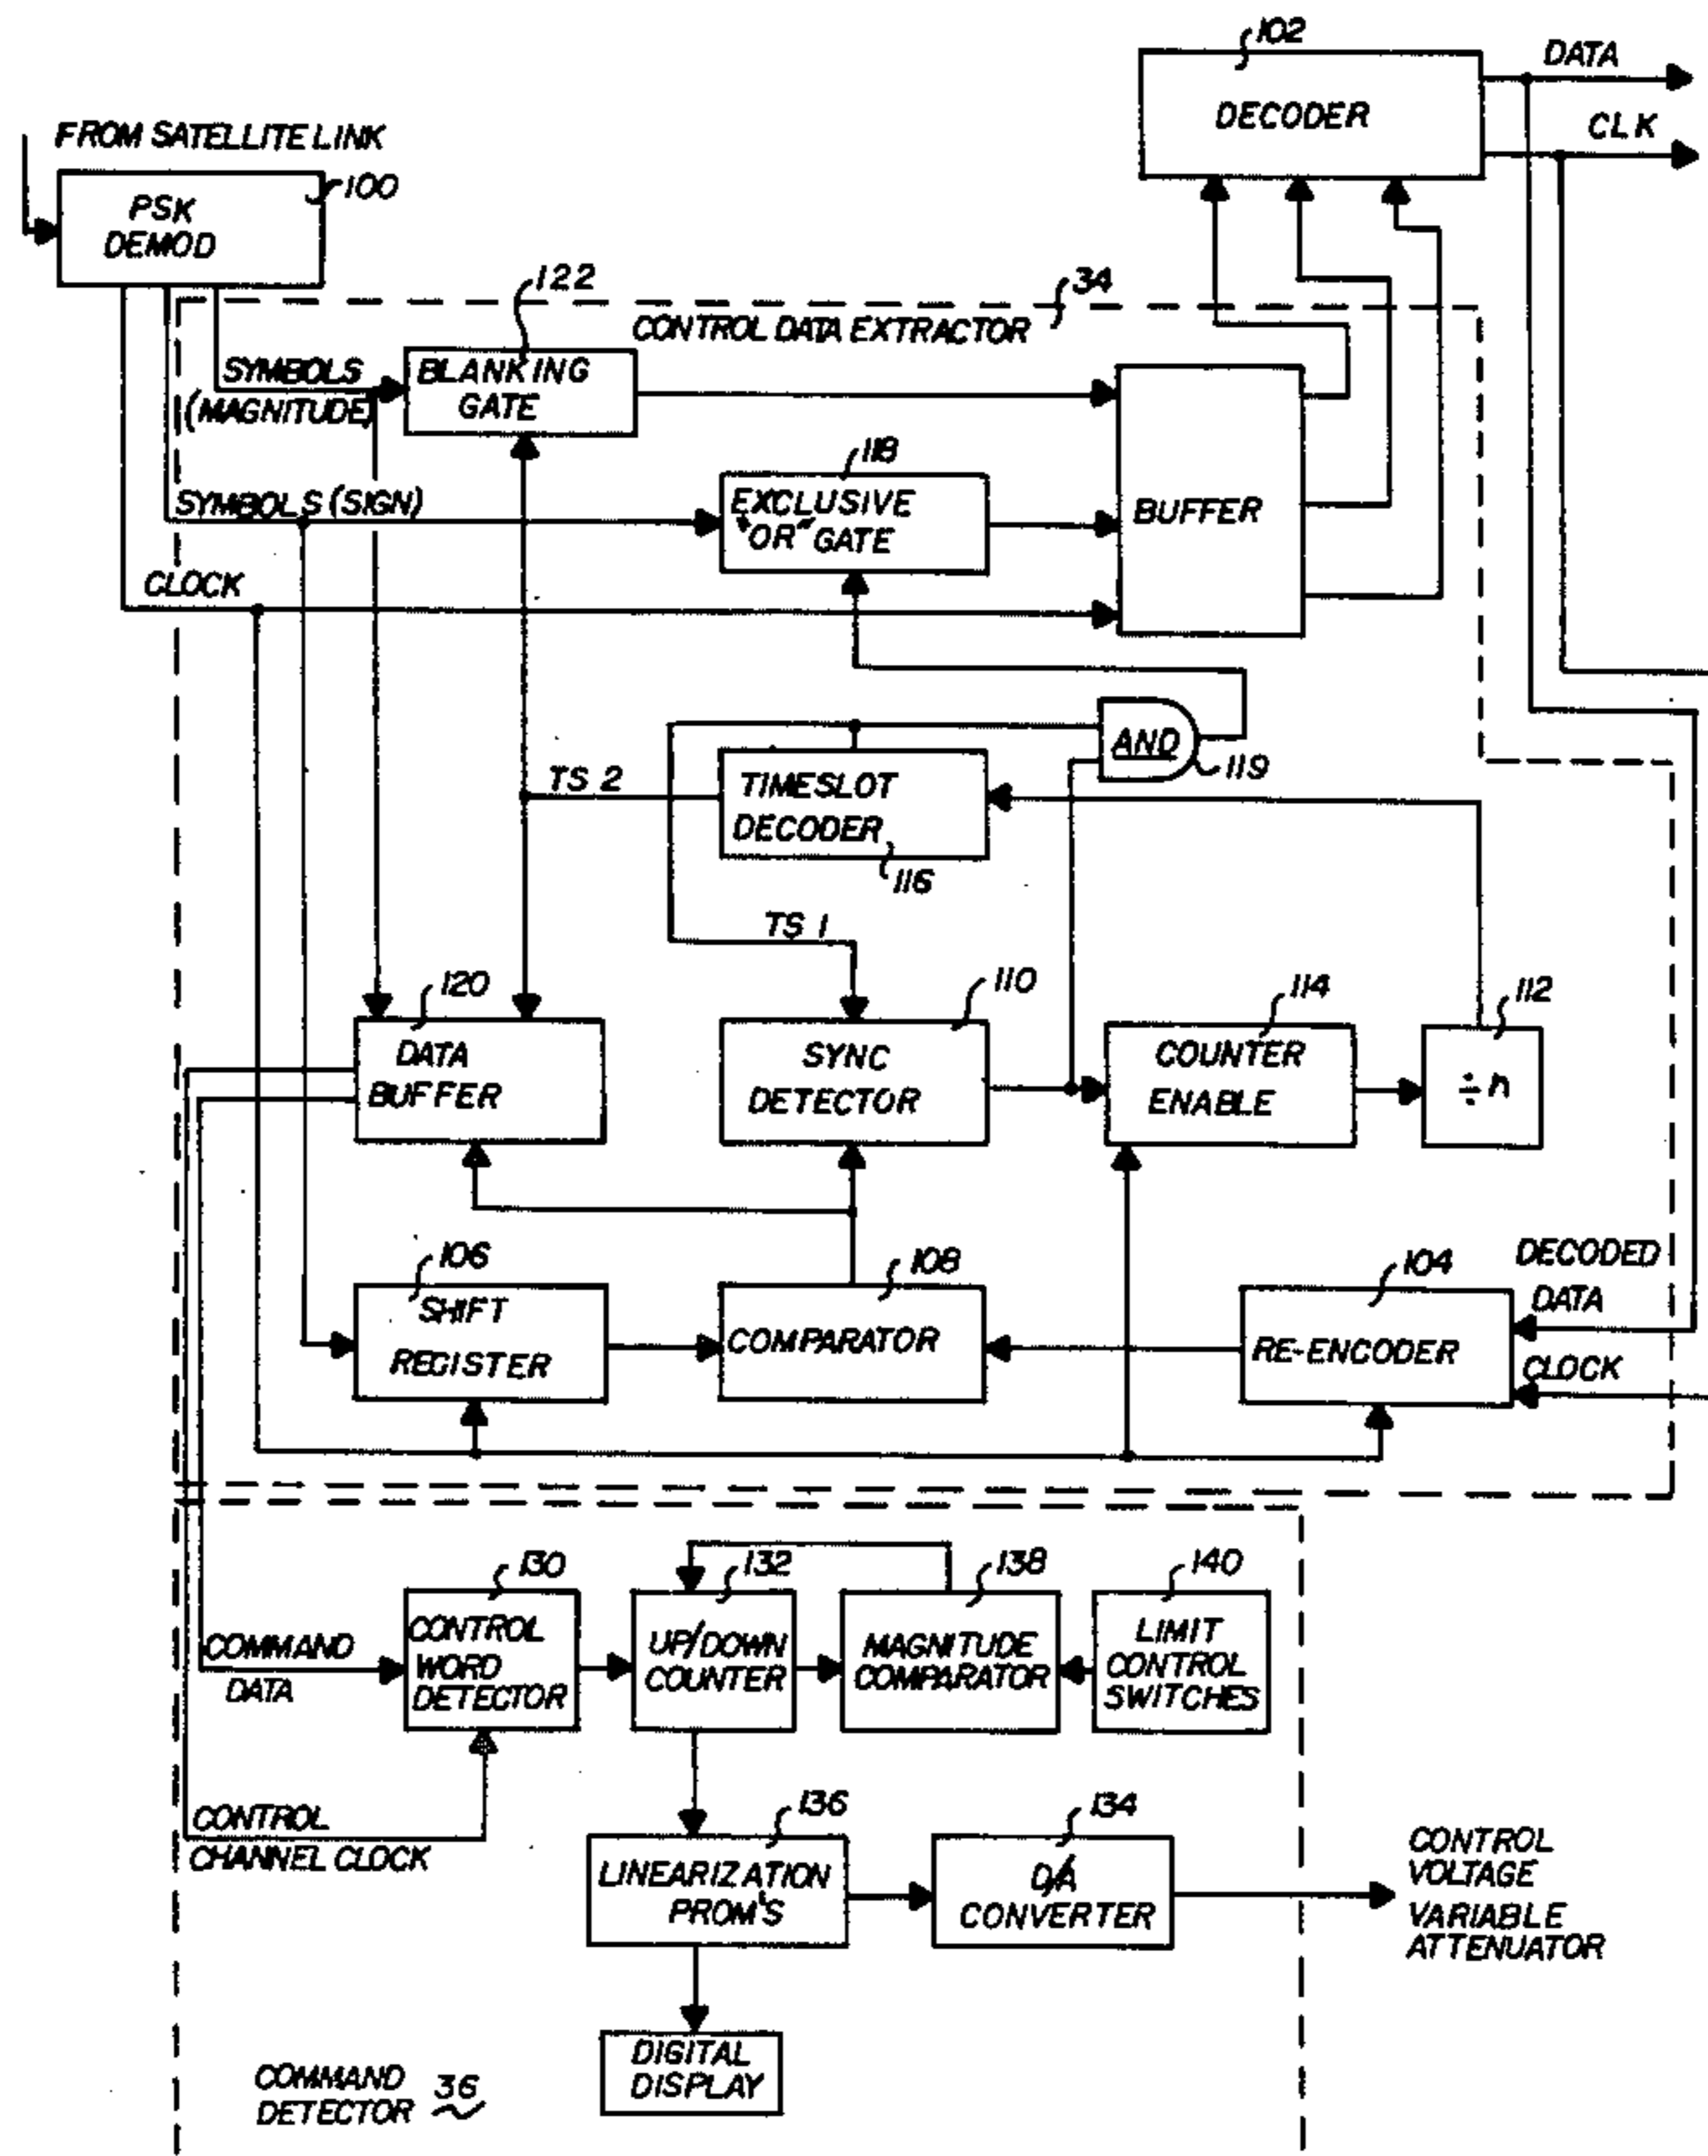 102
DATA
DECODER
CLK
FROM SATELLITE LINK
100
PSK
DEMOD
122
34
CONTROL DATA EXTRACTOR
SYMBOLS
(MAGNITUDE)
BLANKING
GATE
118
SYMBOLS (SIGN)
EXCLUSIVE
"OR" GATE
BUFFER
CLOCK
AND
119
TS 2
TIMESLOT
DECODER
116
TS 1
120
110
114
112
DATA
BUFFER
SYNC
DETECTOR
COUNTER
ENABLE
÷ n
106
108
104
DECODED
DATA
SHIFT
REGISTER
COMPARATOR
RE-ENCODER
CLOCK
130
132
138
140
COMMAND
DATA
CONTROL
WORD
DETECTOR
UP/DOWN
COUNTER
MAGNITUDE
COMPARATOR
LIMIT
CONTROL
SWITCHES
136
134
CONTROL
CHANNEL CLOCK
LINEARIZATION
PROM'S
D/A
CONVERTER
CONTROL
VOLTAGE
VARIABLE
ATTENUATOR
DIGITAL
DISPLAY
COMMAND
DETECTOR 36